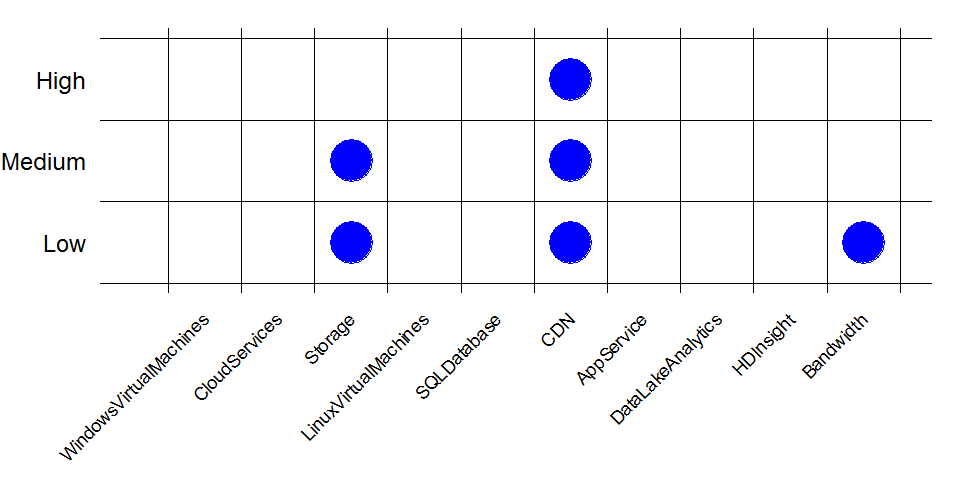 High
Medium
Low
WindowsVirtualMachines
CloudServices
Storage
LinuxVirtualMachines
SQLDatabase
CDN
AppService
DataLakeAnalytics
HDInsight
Bandwidth